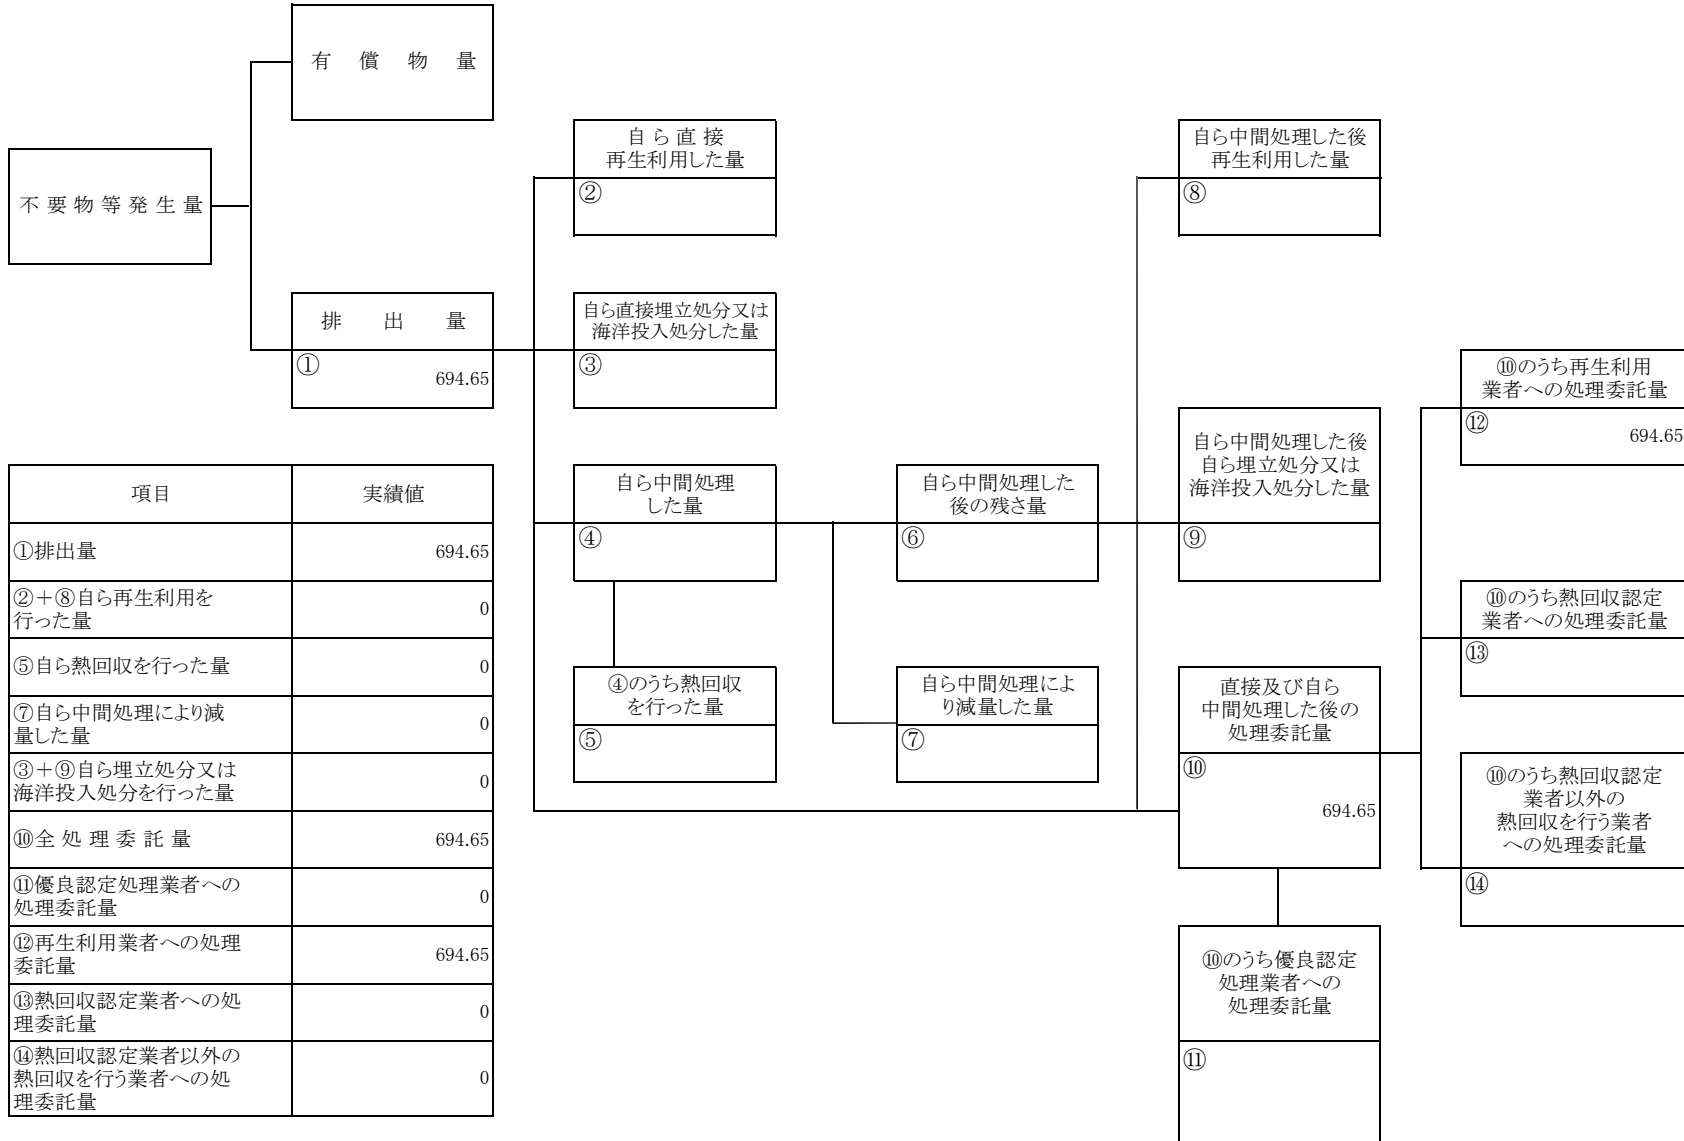 有償物量
不要物等発生量
排出量
①
694.65
自ら直接
再生利用した量
②
自ら直接埋立処分又は
海洋投入処分した量
③
自ら中間処理
した量
④
④のうち熱回収
を行った量
⑤
自ら中間処理した
後の残さ量
⑥
自ら中間処理によ
り減量した量
⑦
自ら中間処理した後
再生利用した量
⑧
自ら中間処理した後
自ら埋立処分又は
海洋投入処分した量
⑨
直接及び自ら
中間処理した後の
処理委託量
⑩
694.65
⑩のうち優良認定
処理業者への
処理委託量
⑪
⑩のうち再生利用
業者への処理委託量
⑫
694.65
⑩のうち熱回収認定
業者への処理委託量
⑬
⑩のうち熱回収認定
業者以外の
熱回収を行う業者
への処理委託量
⑭
項目 実績値
①排出量 694.65
②＋⑧自ら再生利用を
行った量 0
⑤自ら熱回収を行った量 0
⑦自ら中間処理により減
量した量 0
③＋⑨自ら埋立処分又は
海洋投入処分を行った量 0
⑩全処理委託量 694.65
⑪優良認定処理業者への
処理委託量 0
⑫再生利用業者への処理
委託量 694.65
⑬熱回収認定業者への処
理委託量 0
⑭熱回収認定業者以外の
熱回収を行う業者への処
理委託量 0